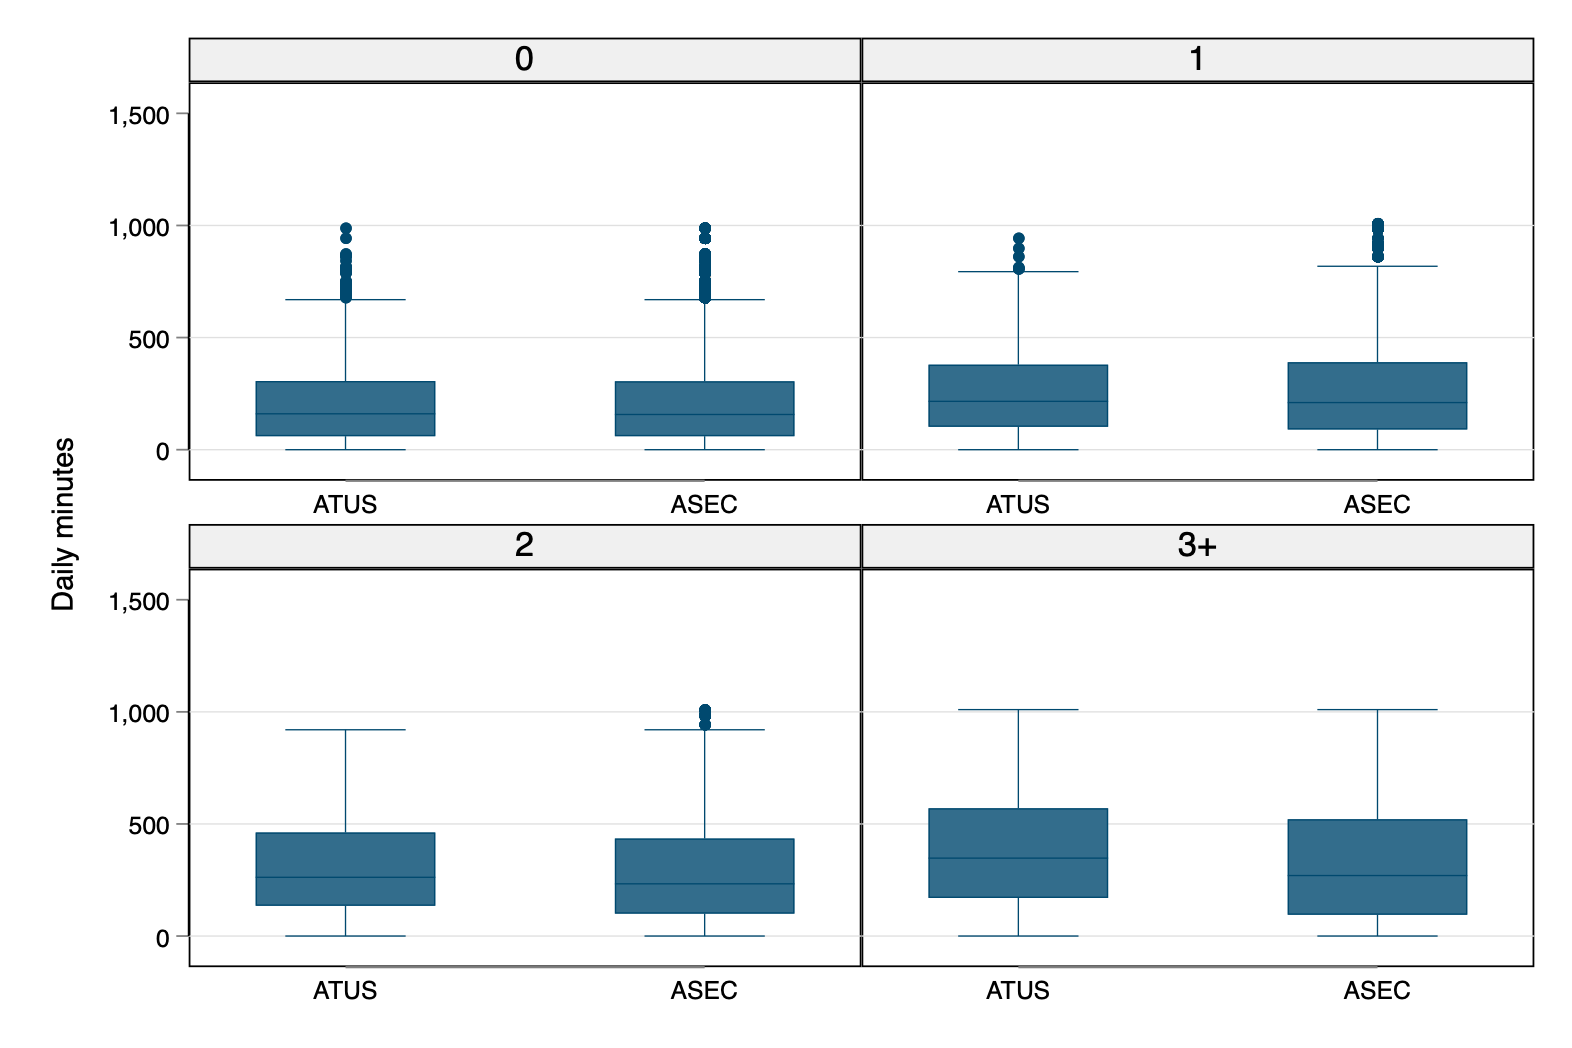 Daily minutes
0
1
1,500
1,000
500
0
ATUS
ASEC
ATUS
ASEC
2
3+
1,500
1,000
500
0
ATUS
ASEC
ATUS
ASEC